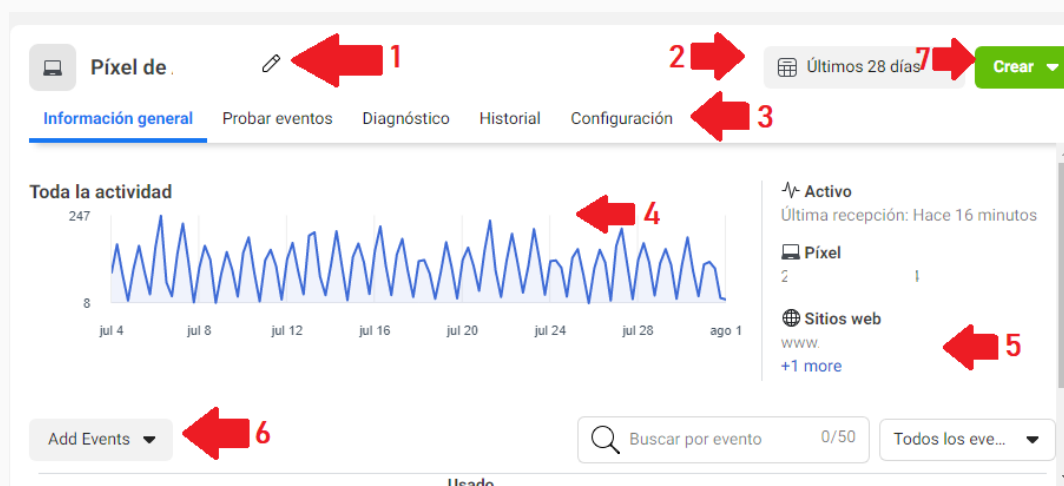 Píxel de
1
2
Últimos 28 días
7
Crear
Información general
Probar eventos
Diagnóstico
Historial
Configuración
3
Toda la actividad
247
8
4
jul 4
jul 8
jul 12
jul 16
jul 20
jul 24
jul 28
ago 1
Activo
Última recepción: Hace 16 minutos
Píxel
2
Sitios web
www.
+1 more
5
Add Events
6
Buscar por evento
0/50
Todos los eve...
Usado